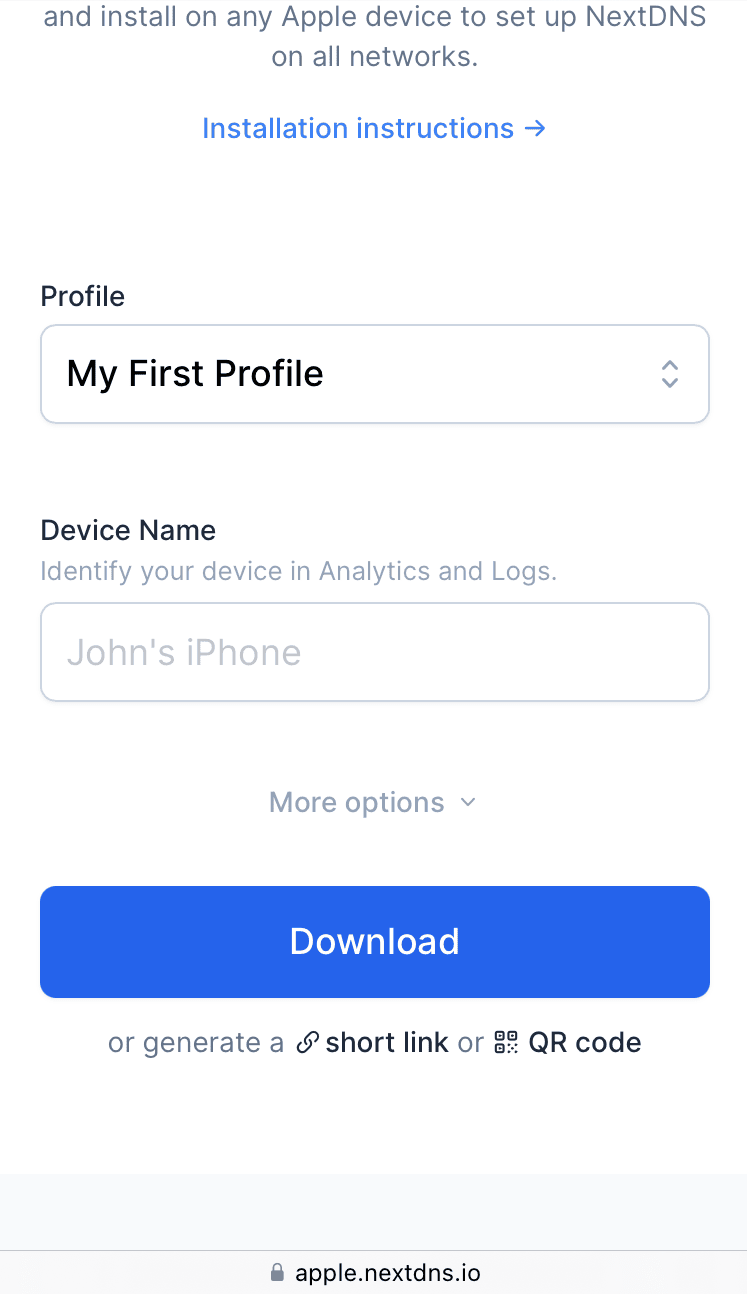 and install on any Apple device to set up NextDNS
on all networks.
Installation instructions →
Profile
My First Profile
Device Name
Identify your device in Analytics and Logs.
John's iPhone
More options
Download
or generate a short link or QR code
apple.nextdns.io